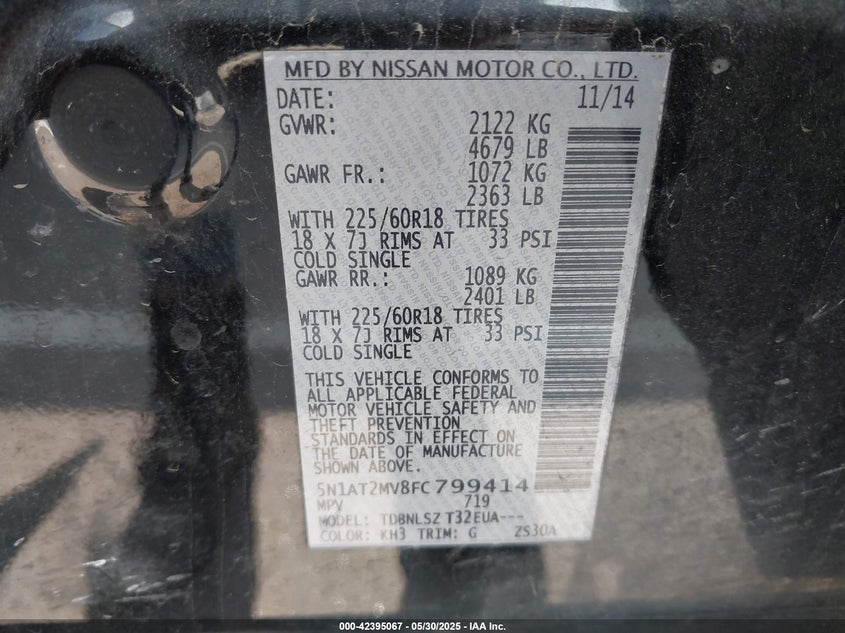 MFD BY NISSAN MOTOR CO., LTD.
DATE: 11/14
GVWR: 2122 KG
4679 LB
GAWR FR.: 1072 KG
2363 LB
WITH 225/60R18 TIRES
18 X 7J RIMS AT 33 PSI
COLD SINGLE
GAWR RR.: 1089 KG
2401 LB
WITH 225/60R18 TIRES
18 X 7J RIMS AT 33 PSI
COLD SINGLE
THIS VEHICLE CONFORMS TO
ALL APPLICABLE FEDERAL
MOTOR VEHICLE SAFETY AND
THEFT PREVENTION
STANDARDS IN EFFECT ON
THE DATE OF MANUFACTURE
SHOWN ABOVE.
5N1AT2MV8FC799414
MPV 719
MODEL: TDBNLSZ T32EUA---
COLOR: KH3 TRIM: G ZS30A
000-42395067 - 05/30/2025 - IAA Inc.